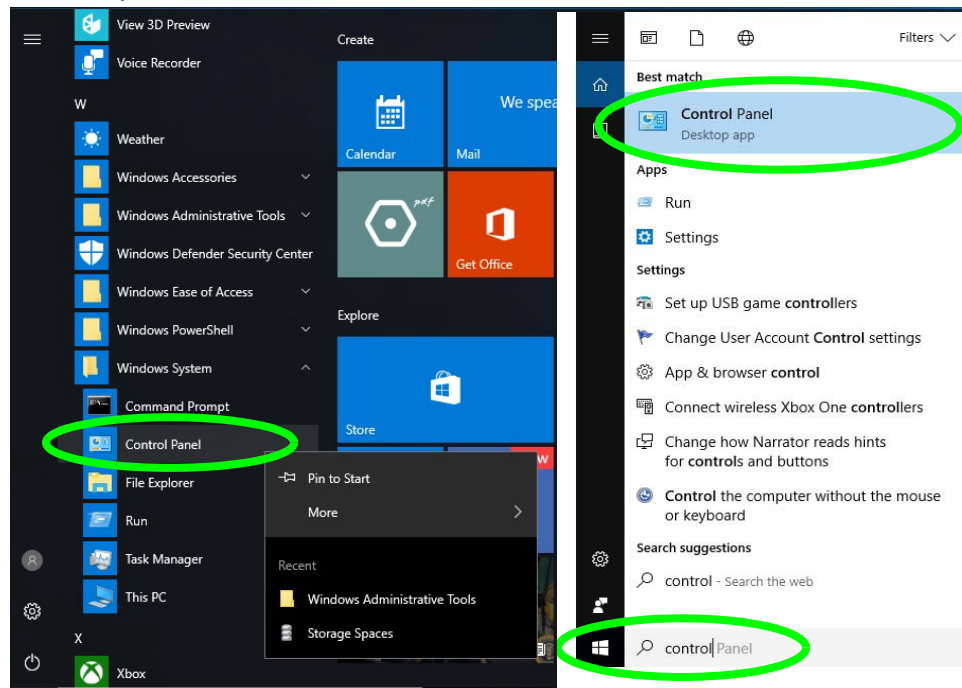 View 3D Preview
Voice Recorder
W
Weather
Windows Accessories
Windows Administrative Tools
Windows Defender Security Center
Windows Ease of Access
Windows PowerShell
Windows System
Command Prompt
Control Panel
File Explorer
Run
Task Manager
This PC
X
Xbox
Create
We spea
Calendar
Mail
pdf
Get Office
Explore
Store
W
Pin to Start
More
Recent
Windows Administrative Tools
Storage Spaces
Filters
Best match
Control Panel
Desktop app
Apps
Run
Settings
Settings
Set up USB game controllers
Change User Account Control settings
App & browser control
Connect wireless Xbox One controllers
Change how Narrator reads hints
for controls and buttons
Control the computer without the mouse
or keyboard
Search suggestions
control - Search the web
control Panel